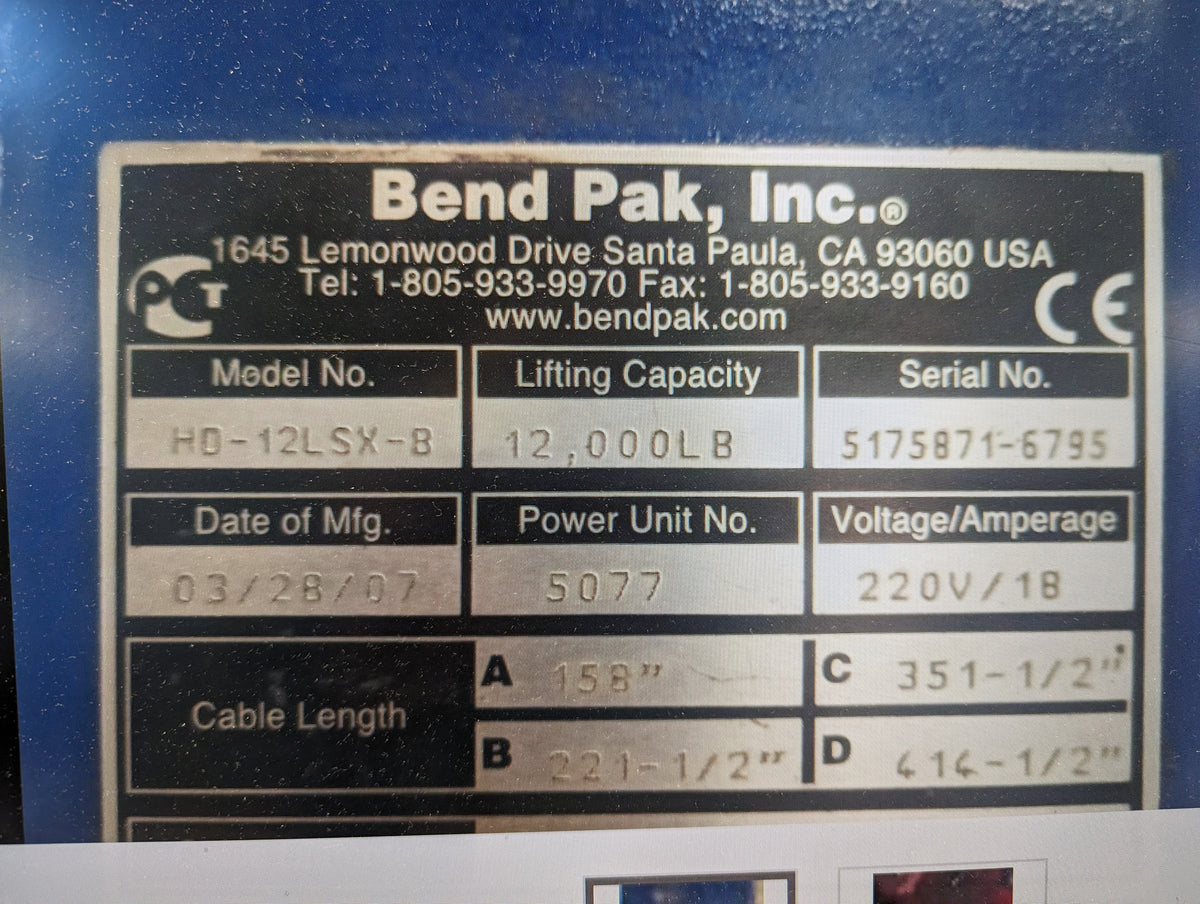 Bend Pak, Inc.®
1645 Lemonwood Drive Santa Paula, CA 93060 USA
Tel: 1-805-933-9970 Fax: 1-805-933-9160
www.bendpak.com
PCT
CE
Model No. Lifting Capacity Serial No.
HD-12LSX-B 12,000LB 5175871-6795
Date of Mfg. Power Unit No. Voltage/Amperage
03/28/07 5077 220V/18
Cable Length
A 158" C 351-1/2"
B 221-1/2" D 414-1/2"